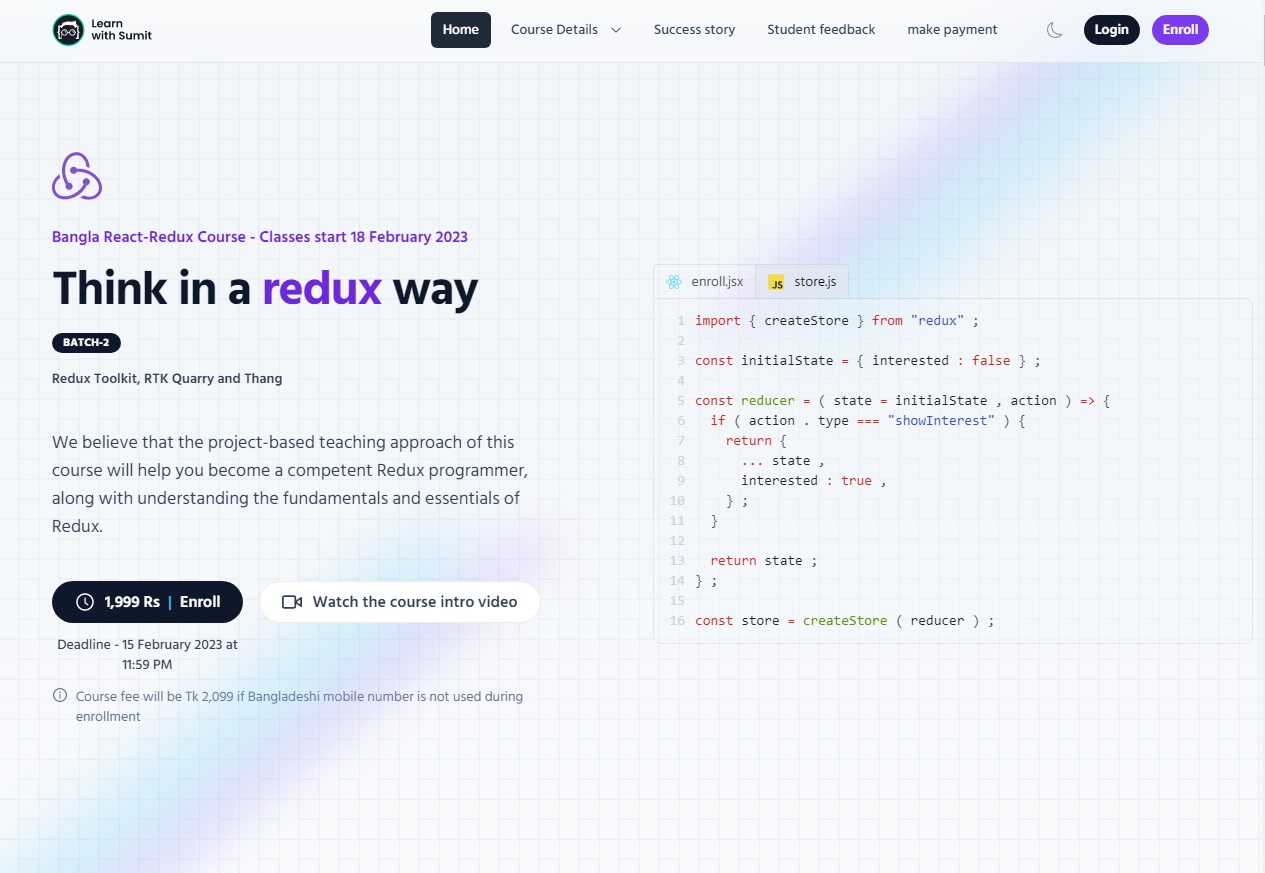 Learn
with Sumit
Home
Course Details
Success story
Student feedback
make payment
Login
Enroll
Bangla React-Redux Course - Classes start 18 February 2023
Think in a redux way
BATCH-2
Redux Toolkit, RTK Quarry and Thang
We believe that the project-based teaching approach of this
course will help you become a competent Redux programmer,
along with understanding the fundamentals and essentials of
Redux.
1,999 Rs | Enroll
Watch the course intro video
Deadline - 15 February 2023 at
11:59 PM
Course fee will be Tk 2,099 if Bangladeshi mobile number is not used during
enrollment
enroll.jsx
JS store.js
1 import { createStore } from "redux" ;
2
3 const initialState = { interested : false } ;
4
5 const reducer = ( state = initialState , action ) => {
6   if ( action . type === "showInterest" ) {
7     return {
8       ... state ,
9       interested : true ,
10     } ;
11   }
12
13   return state ;
14 } ;
15
16 const store = createStore ( reducer ) ;